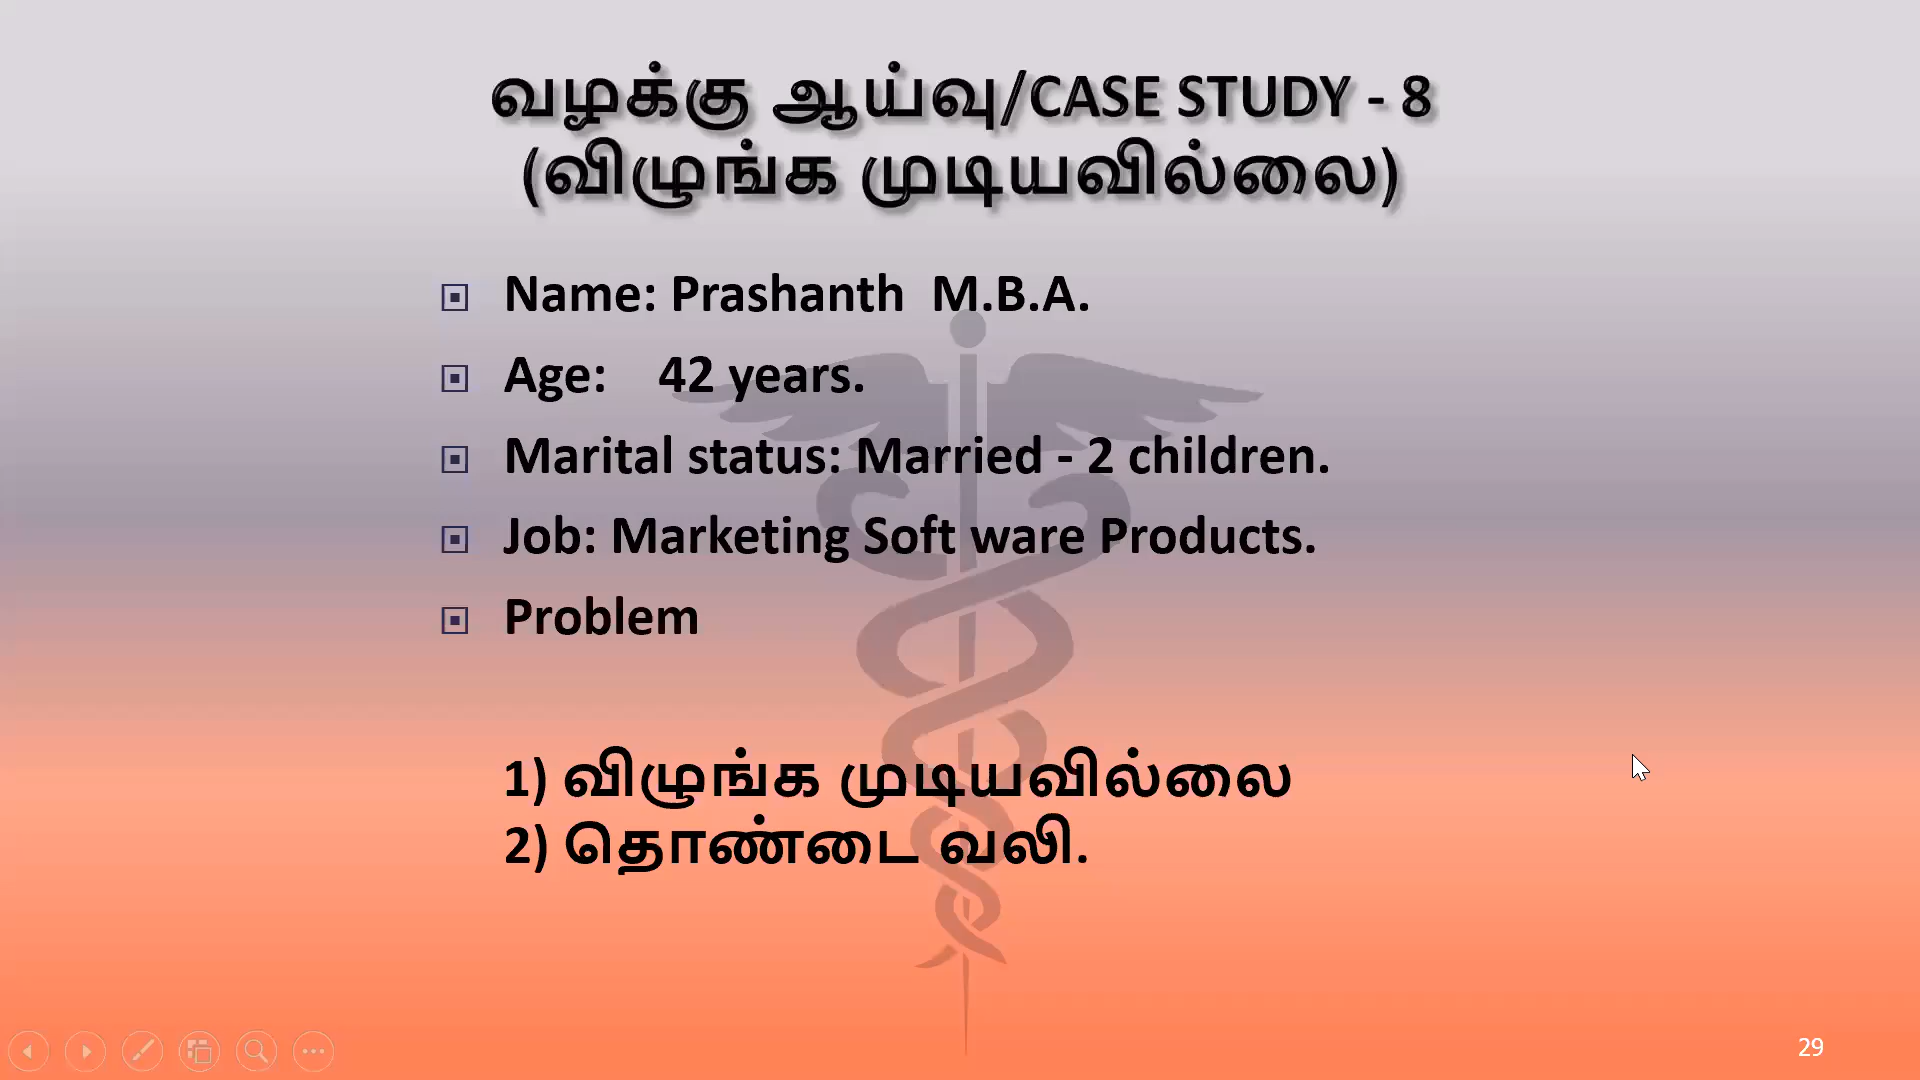 வழக்கு ஆய்வு/CASE STUDY - 8
(விழுங்க முடியவில்லை)
Name: Prashanth  M.B.A.
Age:    42 years.
Marital status: Married - 2 children.
Job: Marketing Soft ware Products.
Problem
1) விழுங்க முடியவில்லை
2) தொண்டை வலி.
29